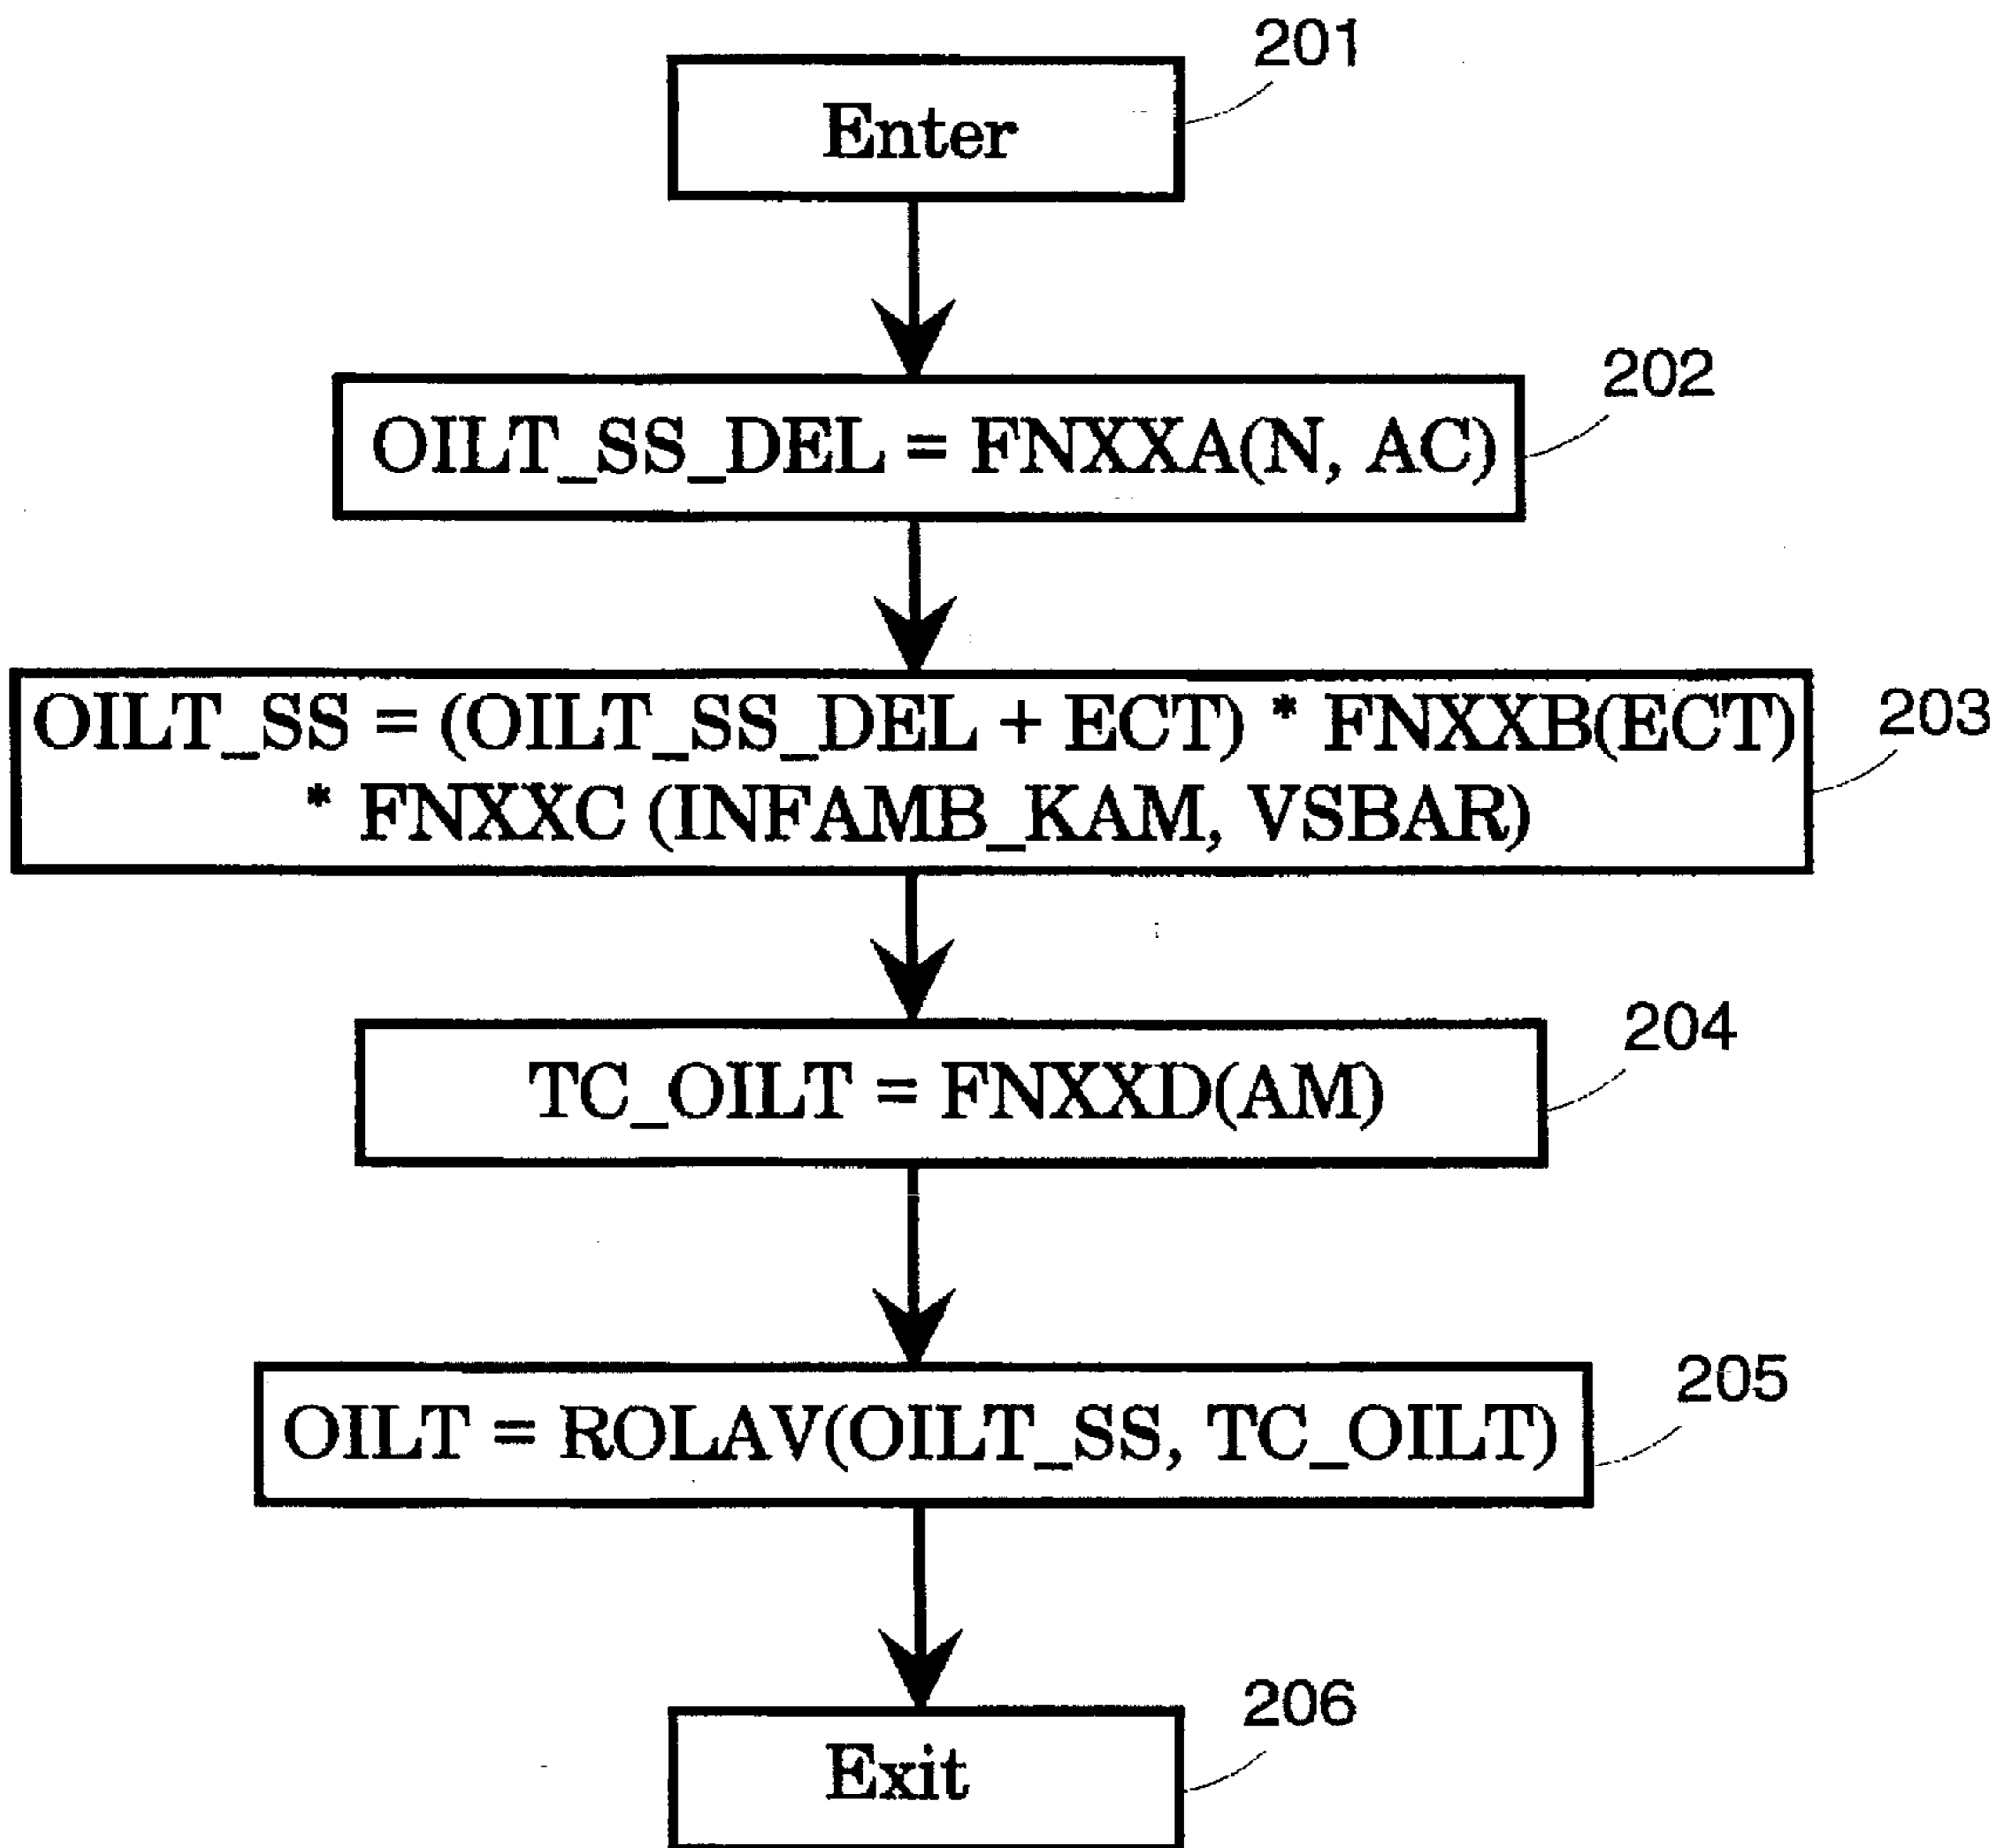 201
Enter
202
OILT_SS_DEL = FNXXA(N, AC)
203
OILT_SS = (OILT_SS_DEL + ECT) * FNXXB(ECT)
* FNXXC (INFAMB_KAM, VSBAR)
204
TC_OILT = FNXXD(AM)
205
OILT = ROLAV(OILT_SS, TC_OILT)
206
Exit